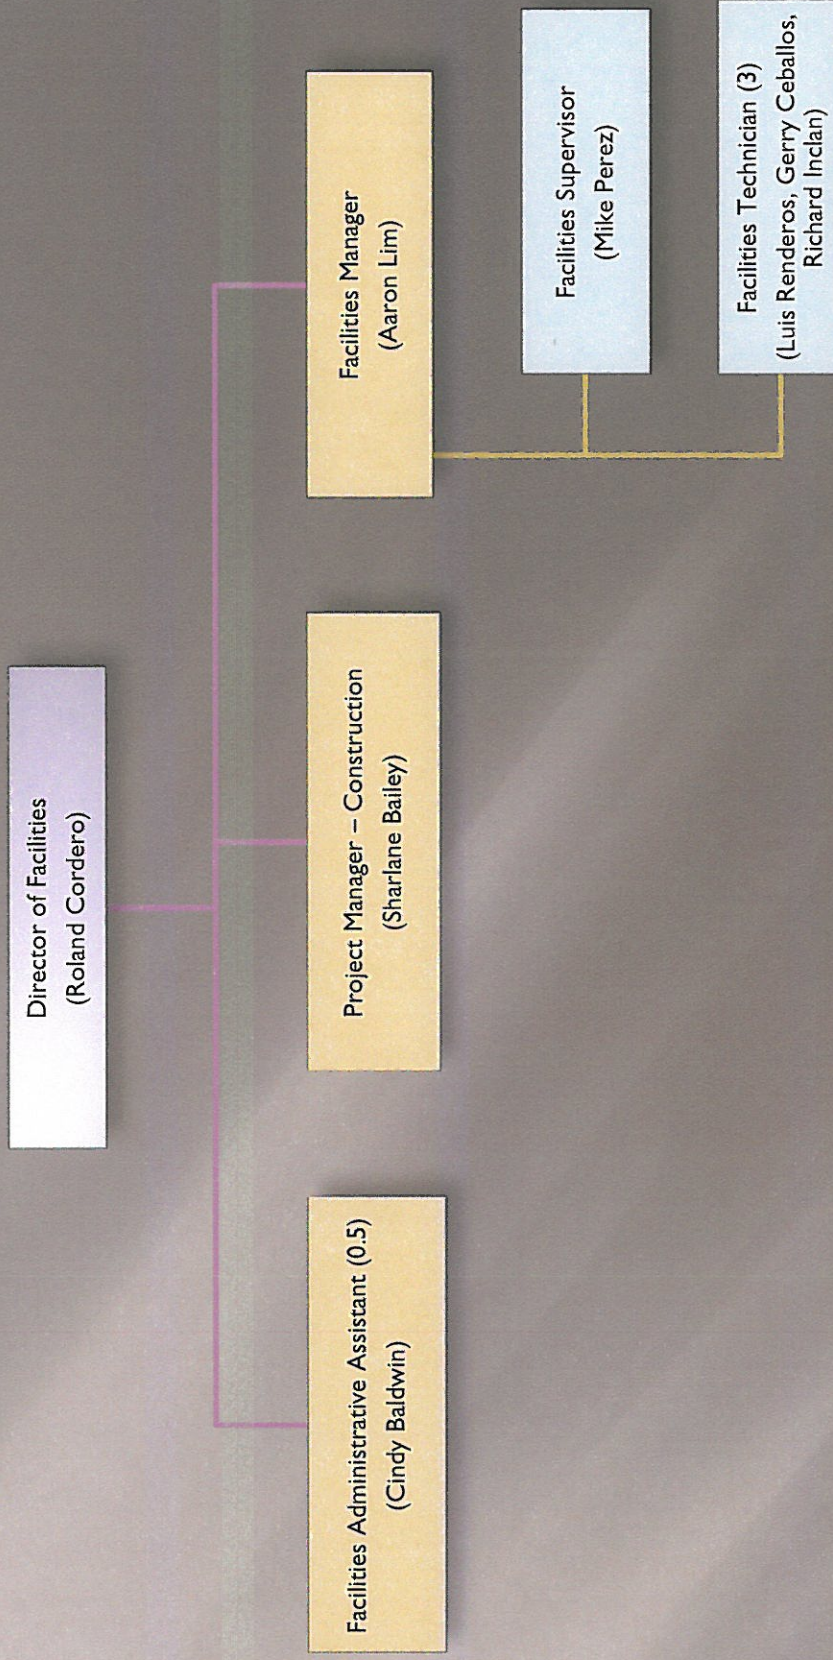 Director of Facilities
(Roland Cordero)
Facilities Administrative Assistant (0.5)
(Cindy Baldwin)
Project Manager – Construction
(Sharlane Bailey)
Facilities Manager
(Aaron Lim)
Facilities Supervisor
(Mike Perez)
Facilities Technician (3)
(Luis Renderos, Gerry Ceballos,
Richard Inclan)